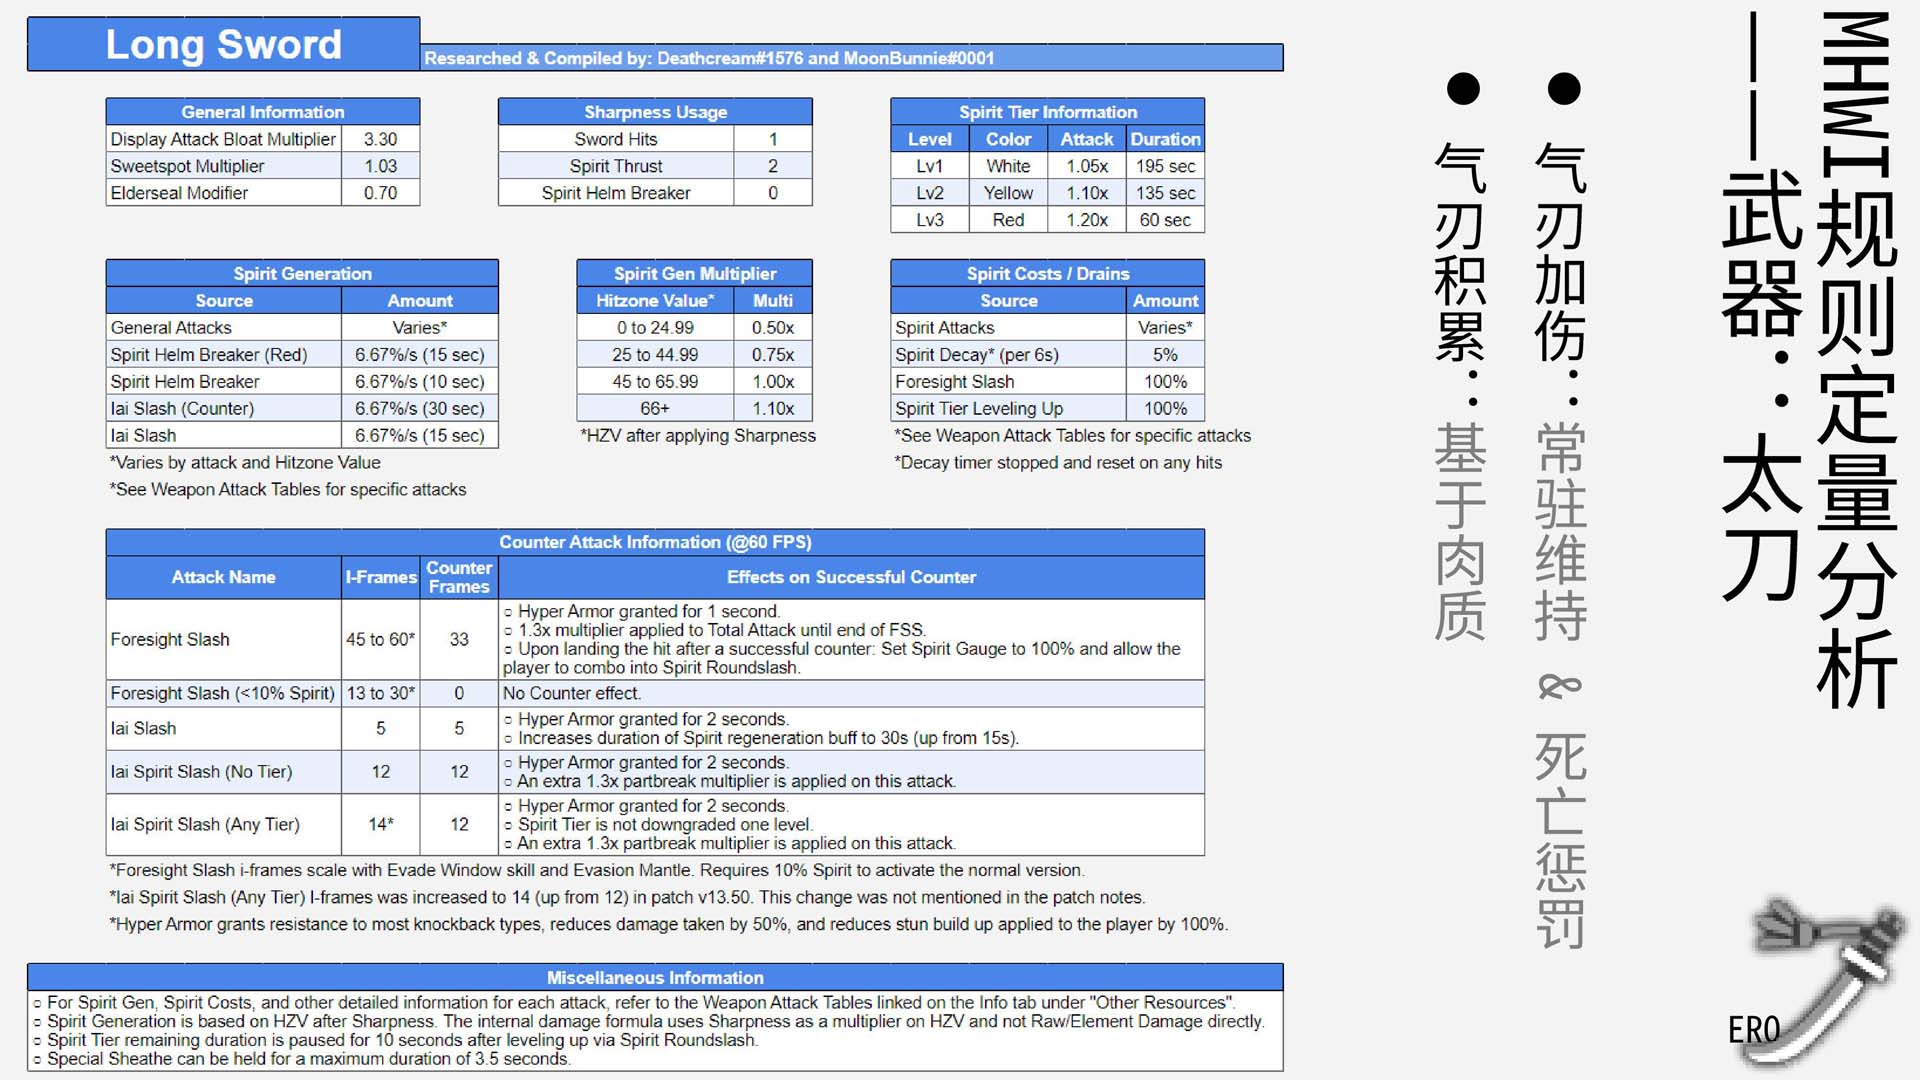 Long Sword
Researched & Compiled by: Deathcream#1576 and MoonBunnie#0001
General Information
Display Attack Bloat Multiplier 3.30
Sweetspot Multiplier 1.03
Elderseal Modifier 0.70
Sharpness Usage
Sword Hits 1
Spirit Thrust 2
Spirit Helm Breaker 0
Spirit Tier Information
Level Color Attack Duration
Lv1 White 1.05x 195 sec
Lv2 Yellow 1.10x 135 sec
Lv3 Red 1.20x 60 sec
Spirit Generation
Source Amount
General Attacks Varies*
Spirit Helm Breaker (Red) 6.67%/s (15 sec)
Spirit Helm Breaker 6.67%/s (10 sec)
Iai Slash (Counter) 6.67%/s (30 sec)
Iai Slash 6.67%/s (15 sec)
*Varies by attack and Hitzone Value
*See Weapon Attack Tables for specific attacks
Spirit Gen Multiplier
Hitzone Value* Multi
0 to 24.99 0.50x
25 to 44.99 0.75x
45 to 65.99 1.00x
66+ 1.10x
*HZV after applying Sharpness
Spirit Costs / Drains
Source Amount
Spirit Attacks Varies*
Spirit Decay* (per 6s) 5%
Foresight Slash 100%
Spirit Tier Leveling Up 100%
*See Weapon Attack Tables for specific attacks
*Decay timer stopped and reset on any hits
Counter Attack Information (@60 FPS)
Attack Name I-Frames Counter Frames Effects on Successful Counter
Foresight Slash 45 to 60* 33
○ Hyper Armor granted for 1 second.
○ 1.3x multiplier applied to Total Attack until end of FSS.
○ Upon landing the hit after a successful counter: Set Spirit Gauge to 100% and allow the
player to combo into Spirit Roundslash.
Foresight Slash (<10% Spirit) 13 to 30* 0 No Counter effect.
Iai Slash 5 5
○ Hyper Armor granted for 2 seconds.
○ Increases duration of Spirit regeneration buff to 30s (up from 15s).
Iai Spirit Slash (No Tier) 12 12
○ Hyper Armor granted for 2 seconds.
○ An extra 1.3x partbreak multiplier is applied on this attack.
Iai Spirit Slash (Any Tier) 14* 12
○ Hyper Armor granted for 2 seconds.
○ Spirit Tier is not downgraded one level.
○ An extra 1.3x partbreak multiplier is applied on this attack.
*Foresight Slash i-frames scale with Evade Window skill and Evasion Mantle. Requires 10% Spirit to activate the normal version.
*Iai Spirit Slash (Any Tier) I-frames was increased to 14 (up from 12) in patch v13.50. This change was not mentioned in the patch notes.
*Hyper Armor grants resistance to most knockback types, reduces damage taken by 50%, and reduces stun build up applied to the player by 100%.
Miscellaneous Information
○ For Spirit Gen, Spirit Costs, and other detailed information for each attack, refer to the Weapon Attack Tables linked on the Info tab under "Other Resources".
○ Spirit Generation is based on HZV after Sharpness. The internal damage formula uses Sharpness as a multiplier on HZV and not Raw/Element Damage directly.
○ Spirit Tier remaining duration is paused for 10 seconds after leveling up via Spirit Roundslash.
○ Special Sheathe can be held for a maximum duration of 3.5 seconds.
MHWI规则定量分析
——武器：太刀
● 气刃加伤：常驻维持 & 死亡惩罚
● 气刃积累：基于肉质
ERO